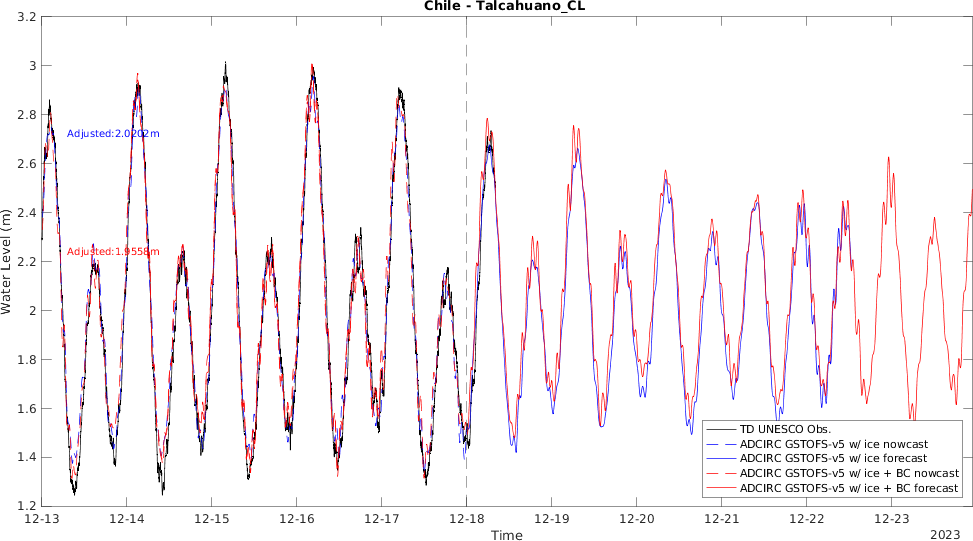 Chile - Talcahuano_CL
3.2
3
2.8
2.6
2.4
2.2
2
1.8
1.6
1.4
1.2
Water Level (m)
Adjusted:2.0202m
Adjusted:1.9558m
TD UNESCO Obs.
ADCIRC GSTOFS-v5 w/ ice nowcast
ADCIRC GSTOFS-v5 w/ ice forecast
ADCIRC GSTOFS-v5 w/ ice + BC nowcast
ADCIRC GSTOFS-v5 w/ ice + BC forecast
12-13 12-14 12-15 12-16 12-17 12-18 12-19 12-20 12-21 12-22 12-23
Time
2023